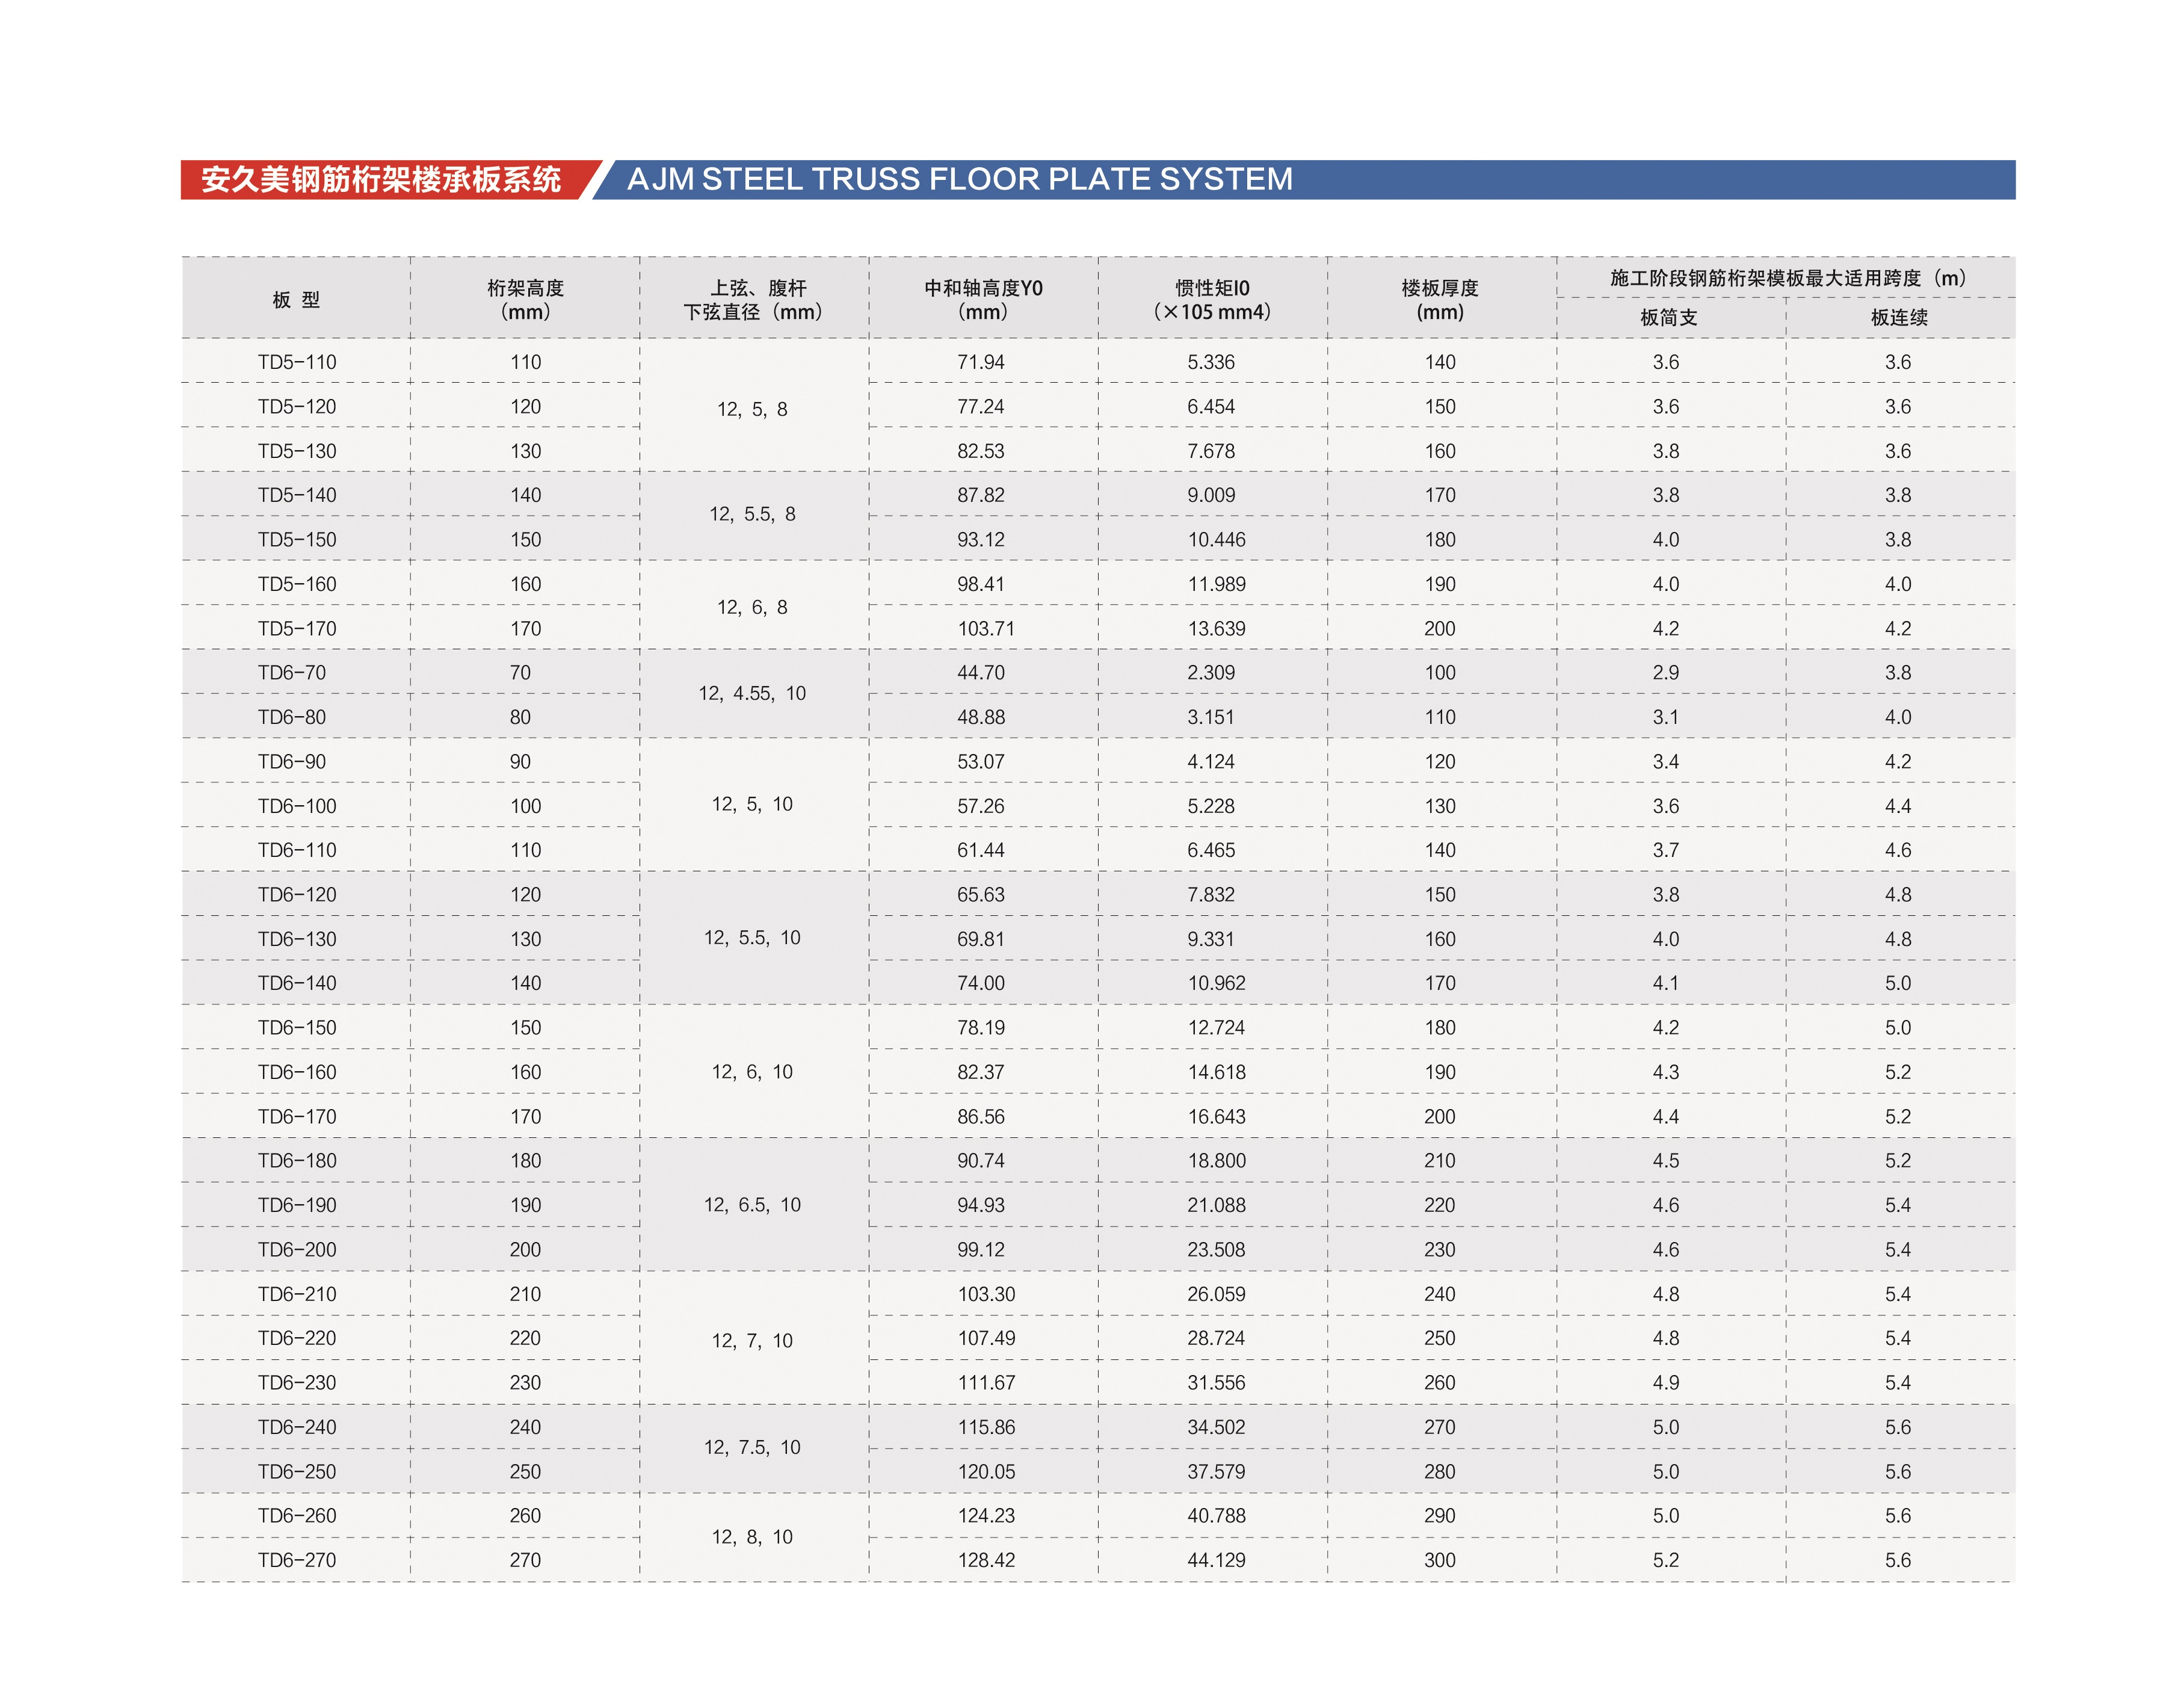 安久美钢筋桁架楼承板系统 AJM STEEL TRUSS FLOOR PLATE SYSTEM
板 型 桁架高度（mm） 上弦、腹杆下弦直径（mm） 中和轴高度Y0（mm） 惯性矩I0（×105 mm4） 楼板厚度(mm) 施工阶段钢筋桁架模板最大适用跨度（m）
板简支 板连续
TD5-110 110 12, 5, 8 71.94 5.336 140 3.6 3.6
TD5-120 120 77.24 6.454 150 3.6 3.6
TD5-130 130 82.53 7.678 160 3.8 3.6
TD5-140 140 12, 5.5, 8 87.82 9.009 170 3.8 3.8
TD5-150 150 93.12 10.446 180 4.0 3.8
TD5-160 160 12, 6, 8 98.41 11.989 190 4.0 4.0
TD5-170 170 103.71 13.639 200 4.2 4.2
TD6-70 70 12, 4.55, 10 44.70 2.309 100 2.9 3.8
TD6-80 80 48.88 3.151 110 3.1 4.0
TD6-90 90 12, 5, 10 53.07 4.124 120 3.4 4.2
TD6-100 100 57.26 5.228 130 3.6 4.4
TD6-110 110 61.44 6.465 140 3.7 4.6
TD6-120 120 12, 5.5, 10 65.63 7.832 150 3.8 4.8
TD6-130 130 69.81 9.331 160 4.0 4.8
TD6-140 140 74.00 10.962 170 4.1 5.0
TD6-150 150 12, 6, 10 78.19 12.724 180 4.2 5.0
TD6-160 160 82.37 14.618 190 4.3 5.2
TD6-170 170 86.56 16.643 200 4.4 5.2
TD6-180 180 12, 6.5, 10 90.74 18.800 210 4.5 5.2
TD6-190 190 94.93 21.088 220 4.6 5.4
TD6-200 200 99.12 23.508 230 4.6 5.4
TD6-210 210 12, 7, 10 103.30 26.059 240 4.8 5.4
TD6-220 220 107.49 28.724 250 4.8 5.4
TD6-230 230 111.67 31.556 260 4.9 5.4
TD6-240 240 12, 7.5, 10 115.86 34.502 270 5.0 5.6
TD6-250 250 120.05 37.579 280 5.0 5.6
TD6-260 260 12, 8, 10 124.23 40.788 290 5.0 5.6
TD6-270 270 128.42 44.129 300 5.2 5.6